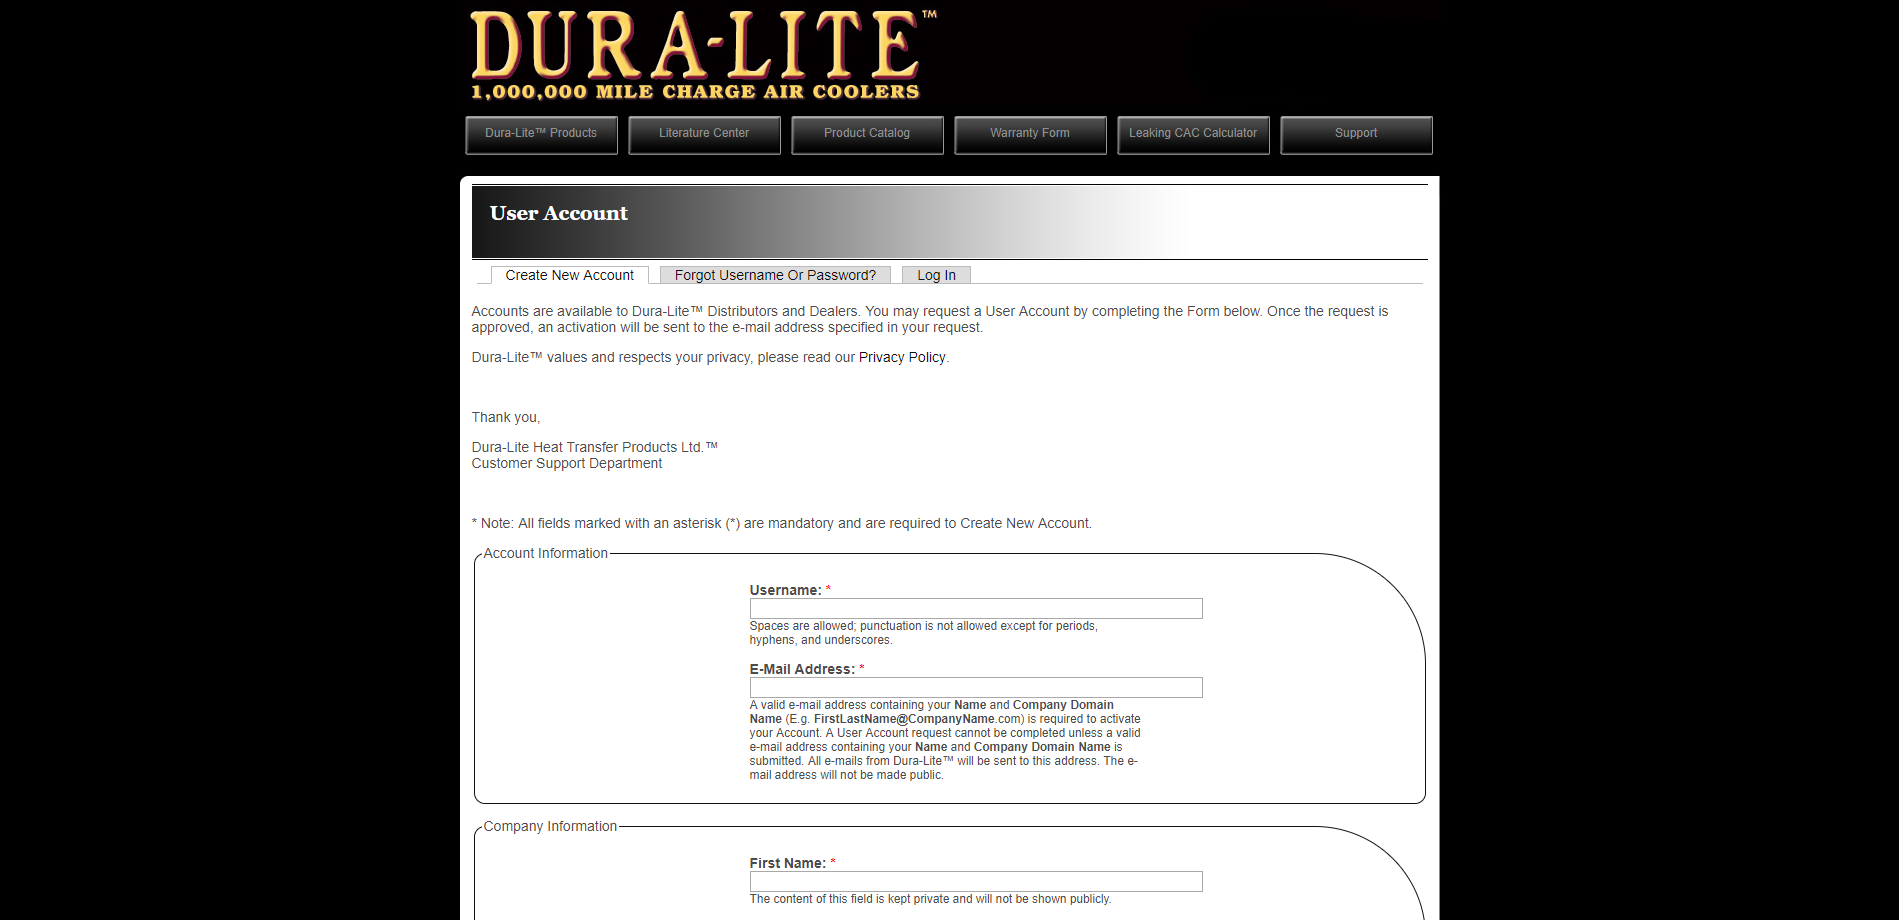 DURA-LITE™
1,000,000 MILE CHARGE AIR COOLERS
Dura-Lite™ Products
Literature Center
Product Catalog
Warranty Form
Leaking CAC Calculator
Support
User Account
Create New Account
Forgot Username Or Password?
Log In
Accounts are available to Dura-Lite™ Distributors and Dealers. You may request a User Account by completing the Form below. Once the request is
approved, an activation will be sent to the e-mail address specified in your request.
Dura-Lite™ values and respects your privacy, please read our Privacy Policy.
Thank you,
Dura-Lite Heat Transfer Products Ltd.™
Customer Support Department
* Note: All fields marked with an asterisk (*) are mandatory and are required to Create New Account.
Account Information
Username: *
Spaces are allowed; punctuation is not allowed except for periods,
hyphens, and underscores.
E-Mail Address: *
A valid e-mail address containing your Name and Company Domain
Name (E.g. FirstLastName@CompanyName.com) is required to activate
your Account. A User Account request cannot be completed unless a valid
e-mail address containing your Name and Company Domain Name is
submitted. All e-mails from Dura-Lite™ will be sent to this address. The e-
mail address will not be made public.
Company Information
First Name: *
The content of this field is kept private and will not be shown publicly.